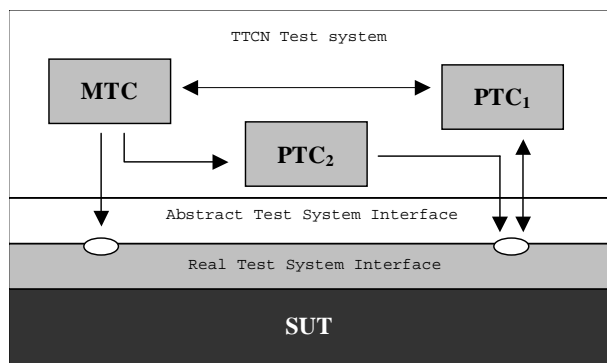 TTCN Test system
MTC
PTC₁
PTC₂
Abstract Test System Interface
Real Test System Interface
SUT